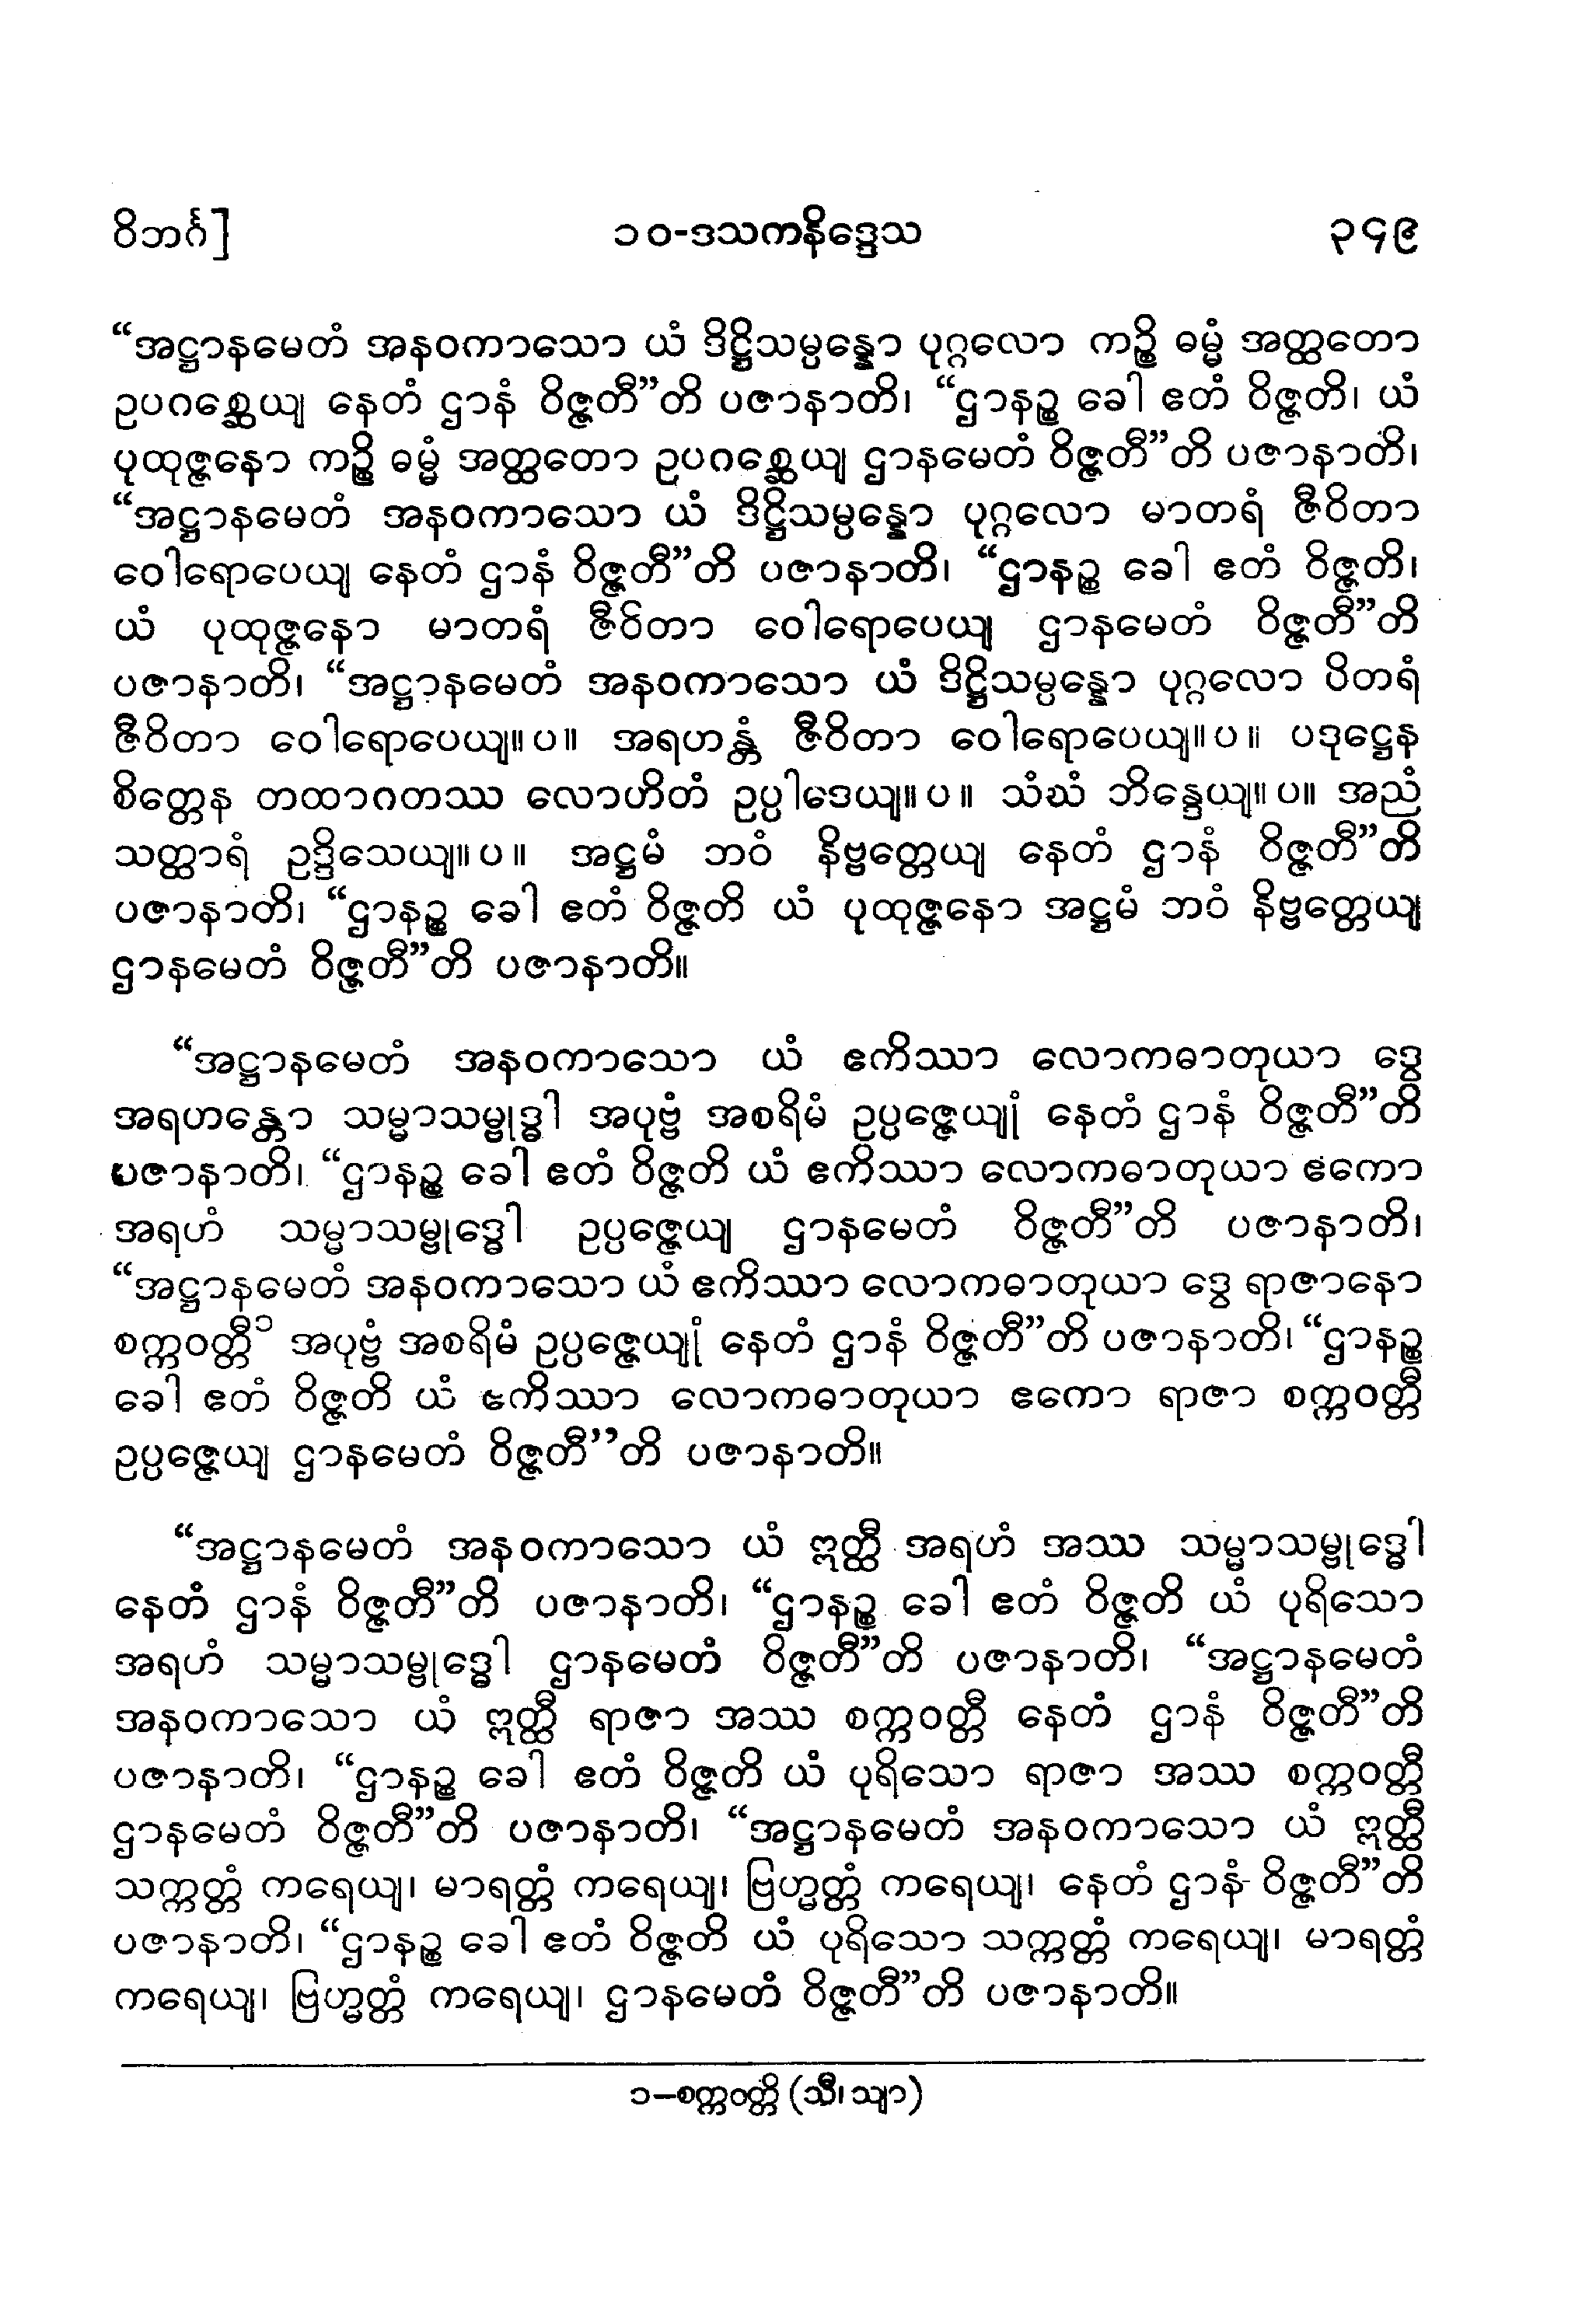 ဝိဘင်္ဂ]
၁၀-ဒသကနိဒ္ဒေသ
၃၄၉
“အဋ္ဌာနမေတံ အနဝကာသော ယံ ဒိဋ္ဌိသမ္ပန္နော ပုဂ္ဂလော ကဉ္စိ ဓမ္မံ အတ္ထတော
ဥပဂစ္ဆေယျ နေတံ ဌာနံ ဝိဇ္ဇတီ”တိ ပဇာနာတိ၊ “ဌာနဉ္စ ခေါ ဧတံ ဝိဇ္ဇတိ၊ ယံ
ပုထုဇ္ဇနော ကဉ္စိ ဓမ္မံ အတ္ထတော ဥပဂစ္ဆေယျ ဌာနမေတံ ဝိဇ္ဇတီ”တိ ပဇာနာတိ၊
“အဋ္ဌာနမေတံ အနဝကာသော ယံ ဒိဋ္ဌိသမ္ပန္နော ပုဂ္ဂလော မာတရံ ဇီဝိတာ
ဝေါရောပေယျ နေတံ ဌာနံ ဝိဇ္ဇတီ”တိ ပဇာနာတိ၊ “ဌာနဉ္စ ခေါ ဧတံ ဝိဇ္ဇတိ၊
ယံ ပုထုဇ္ဇနော မာတရံ ဇီဝိတာ ဝေါရောပေယျ ဌာနမေတံ ဝိဇ္ဇတီ”တိ
ပဇာနာတိ၊ “အဋ္ဌာနမေတံ အနဝကာသော ယံ ဒိဋ္ဌိသမ္ပန္နော ပုဂ္ဂလော ပိတရံ
ဇီဝိတာ ဝေါရောပေယျ။ ပ။ အရဟန္တံ ဇီဝိတာ ဝေါရောပေယျ။ ပ။ ပဒုဋ္ဌေန
စိတ္တေန တထာဂတဿ လောဟိတံ ဥပ္ပါဒေယျ။ ပ။ သံဃံ ဘိန္ဒေယျ။ ပ။ အညံ
သတ္ထာရံ ဥဒ္ဒိသေယျ။ ပ။ အဋ္ဌမံ ဘဝံ နိဗ္ဗတ္တေယျ နေတံ ဌာနံ ဝိဇ္ဇတီ”တိ
ပဇာနာတိ၊ “ဌာနဉ္စ ခေါ ဧတံ ဝိဇ္ဇတိ ယံ ပုထုဇ္ဇနော အဋ္ဌမံ ဘဝံ နိဗ္ဗတ္တေယျ
ဌာနမေတံ ဝိဇ္ဇတီ”တိ ပဇာနာတိ။
“အဋ္ဌာနမေတံ အနဝကာသော ယံ ဧကိဿာ လောကဓာတုယာ ဒွေ
အရဟန္တော သမ္မာသမ္ဗုဒ္ဓါ အပုဗ္ဗံ အစရိမံ ဥပ္ပဇ္ဇေယျုံ နေတံ ဌာနံ ဝိဇ္ဇတီ”တိ
ပဇာနာတိ၊ “ဌာနဉ္စ ခေါ ဧတံ ဝိဇ္ဇတိ ယံ ဧကိဿာ လောကဓာတုယာ ဧကော
အရဟံ သမ္မာသမ္ဗုဒ္ဓေါ ဥပ္ပဇ္ဇေယျ ဌာနမေတံ ဝိဇ္ဇတီ”တိ ပဇာနာတိ၊
“အဋ္ဌာနမေတံ အနဝကာသော ယံ ဧကိဿာ လောကဓာတုယာ ဒွေ ရာဇာနော
စက္ကဝတ္တီ၁ အပုဗ္ဗံ အစရိမံ ဥပ္ပဇ္ဇေယျုံ နေတံ ဌာနံ ဝိဇ္ဇတီ”တိ ပဇာနာတိ၊ “ဌာနဉ္စ
ခေါ ဧတံ ဝိဇ္ဇတိ ယံ ဧကိဿာ လောကဓာတုယာ ဧကော ရာဇာ စက္ကဝတ္တီ
ဥပ္ပဇ္ဇေယျ ဌာနမေတံ ဝိဇ္ဇတီ”တိ ပဇာနာတိ။
“အဋ္ဌာနမေတံ အနဝကာသော ယံ ဣတ္ထီ အရဟံ အဿ သမ္မာသမ္ဗုဒ္ဓေါ
နေတံ ဌာနံ ဝိဇ္ဇတီ”တိ ပဇာနာတိ၊ “ဌာနဉ္စ ခေါ ဧတံ ဝိဇ္ဇတိ ယံ ပုရိသော
အရဟံ သမ္မာသမ္ဗုဒ္ဓေါ ဌာနမေတံ ဝိဇ္ဇတီ”တိ ပဇာနာတိ၊ “အဋ္ဌာနမေတံ
အနဝကာသော ယံ ဣတ္ထီ ရာဇာ အဿ စက္ကဝတ္တီ နေတံ ဌာနံ ဝိဇ္ဇတီ”တိ
ပဇာနာတိ၊ “ဌာနဉ္စ ခေါ ဧတံ ဝိဇ္ဇတိ ယံ ပုရိသော ရာဇာ အဿ စက္ကဝတ္တီ
ဌာနမေတံ ဝိဇ္ဇတီ”တိ ပဇာနာတိ၊ “အဋ္ဌာနမေတံ အနဝကာသော ယံ ဣတ္ထီ
သက္ကတ္တံ ကရေယျ၊ မာရတ္တံ ကရေယျ၊ ဗြဟ္မတ္တံ ကရေယျ၊ နေတံ ဌာနံ ဝိဇ္ဇတီ”တိ
ပဇာနာတိ၊ “ဌာနဉ္စ ခေါ ဧတံ ဝိဇ္ဇတိ ယံ ပုရိသော သက္ကတ္တံ ကရေယျ၊ မာရတ္တံ
ကရေယျ၊ ဗြဟ္မတ္တံ ကရေယျ၊ ဌာနမေတံ ဝိဇ္ဇတီ”တိ ပဇာနာတိ။
၁–စက္ကဝတ္တိ (သီ၊ သျာ)